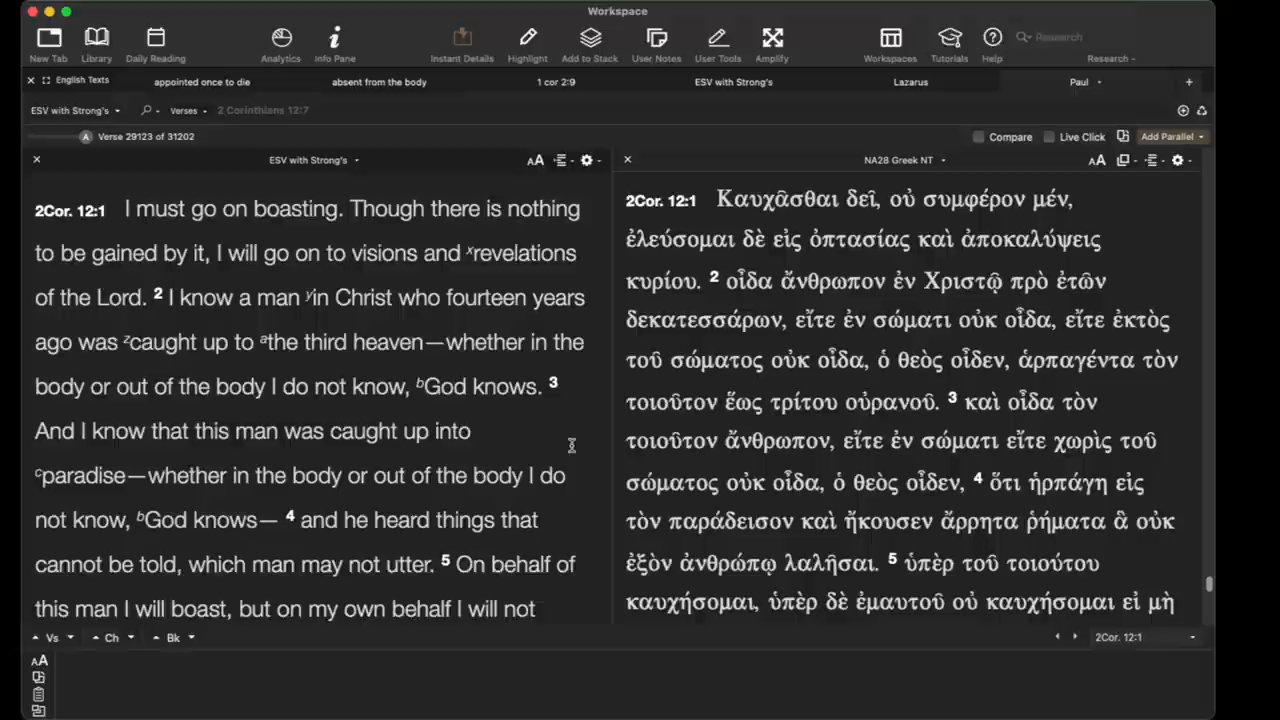 Workspace
New Tab Library Daily Reading Analytics Info Pane Instant Details Highlight Add to Stack User Notes User Tools Amplify Workspaces Tutorials Help Research
Research
English Texts appointed once to die absent from the body 1 cor 2:9 ESV with Strong's Lazarus Paul
ESV with Strong's Verses 2 Corinthians 12:7
A Verse 29123 of 31202 Compare Live Click Add Parallel
ESV with Strong's
2Cor. 12:1 I must go on boasting. Though there is nothing
to be gained by it, I will go on to visions and xrevelations
of the Lord. 2 I know a man yin Christ who fourteen years
ago was zcaught up to athe third heaven—whether in the
body or out of the body I do not know, bGod knows. 3
And I know that this man was caught up into
cparadise—whether in the body or out of the body I do
not know, bGod knows— 4 and he heard things that
cannot be told, which man may not utter. 5 On behalf of
this man I will boast, but on my own behalf I will not
NA28 Greek NT
2Cor. 12:1 Καυχᾶσθαι δεῖ, οὐ συμφέρον μέν,
ἐλεύσομαι δὲ εἰς ὀπτασίας καὶ ἀποκαλύψεις
κυρίου. 2 οἶδα ἄνθρωπον ἐν Χριστῷ πρὸ ἐτῶν
δεκατεσσάρων, εἴτε ἐν σώματι οὐκ οἶδα, εἴτε ἐκτὸς
τοῦ σώματος οὐκ οἶδα, ὁ θεὸς οἶδεν, ἁρπαγέντα τὸν
τοιοῦτον ἕως τρίτου οὐρανοῦ. 3 καὶ οἶδα τὸν
τοιοῦτον ἄνθρωπον, εἴτε ἐν σώματι εἴτε χωρὶς τοῦ
σώματος οὐκ οἶδα, ὁ θεὸς οἶδεν, 4 ὅτι ἡρπάγη εἰς
τὸν παράδεισον καὶ ἤκουσεν ἄρρητα ῥήματα ἃ οὐκ
ἐξὸν ἀνθρώπῳ λαλῆσαι. 5 ὑπὲρ τοῦ τοιούτου
καυχήσομαι, ὑπὲρ δὲ ἐμαυτοῦ οὐ καυχήσομαι εἰ μὴ
Vs Ch Bk 2Cor. 12:1